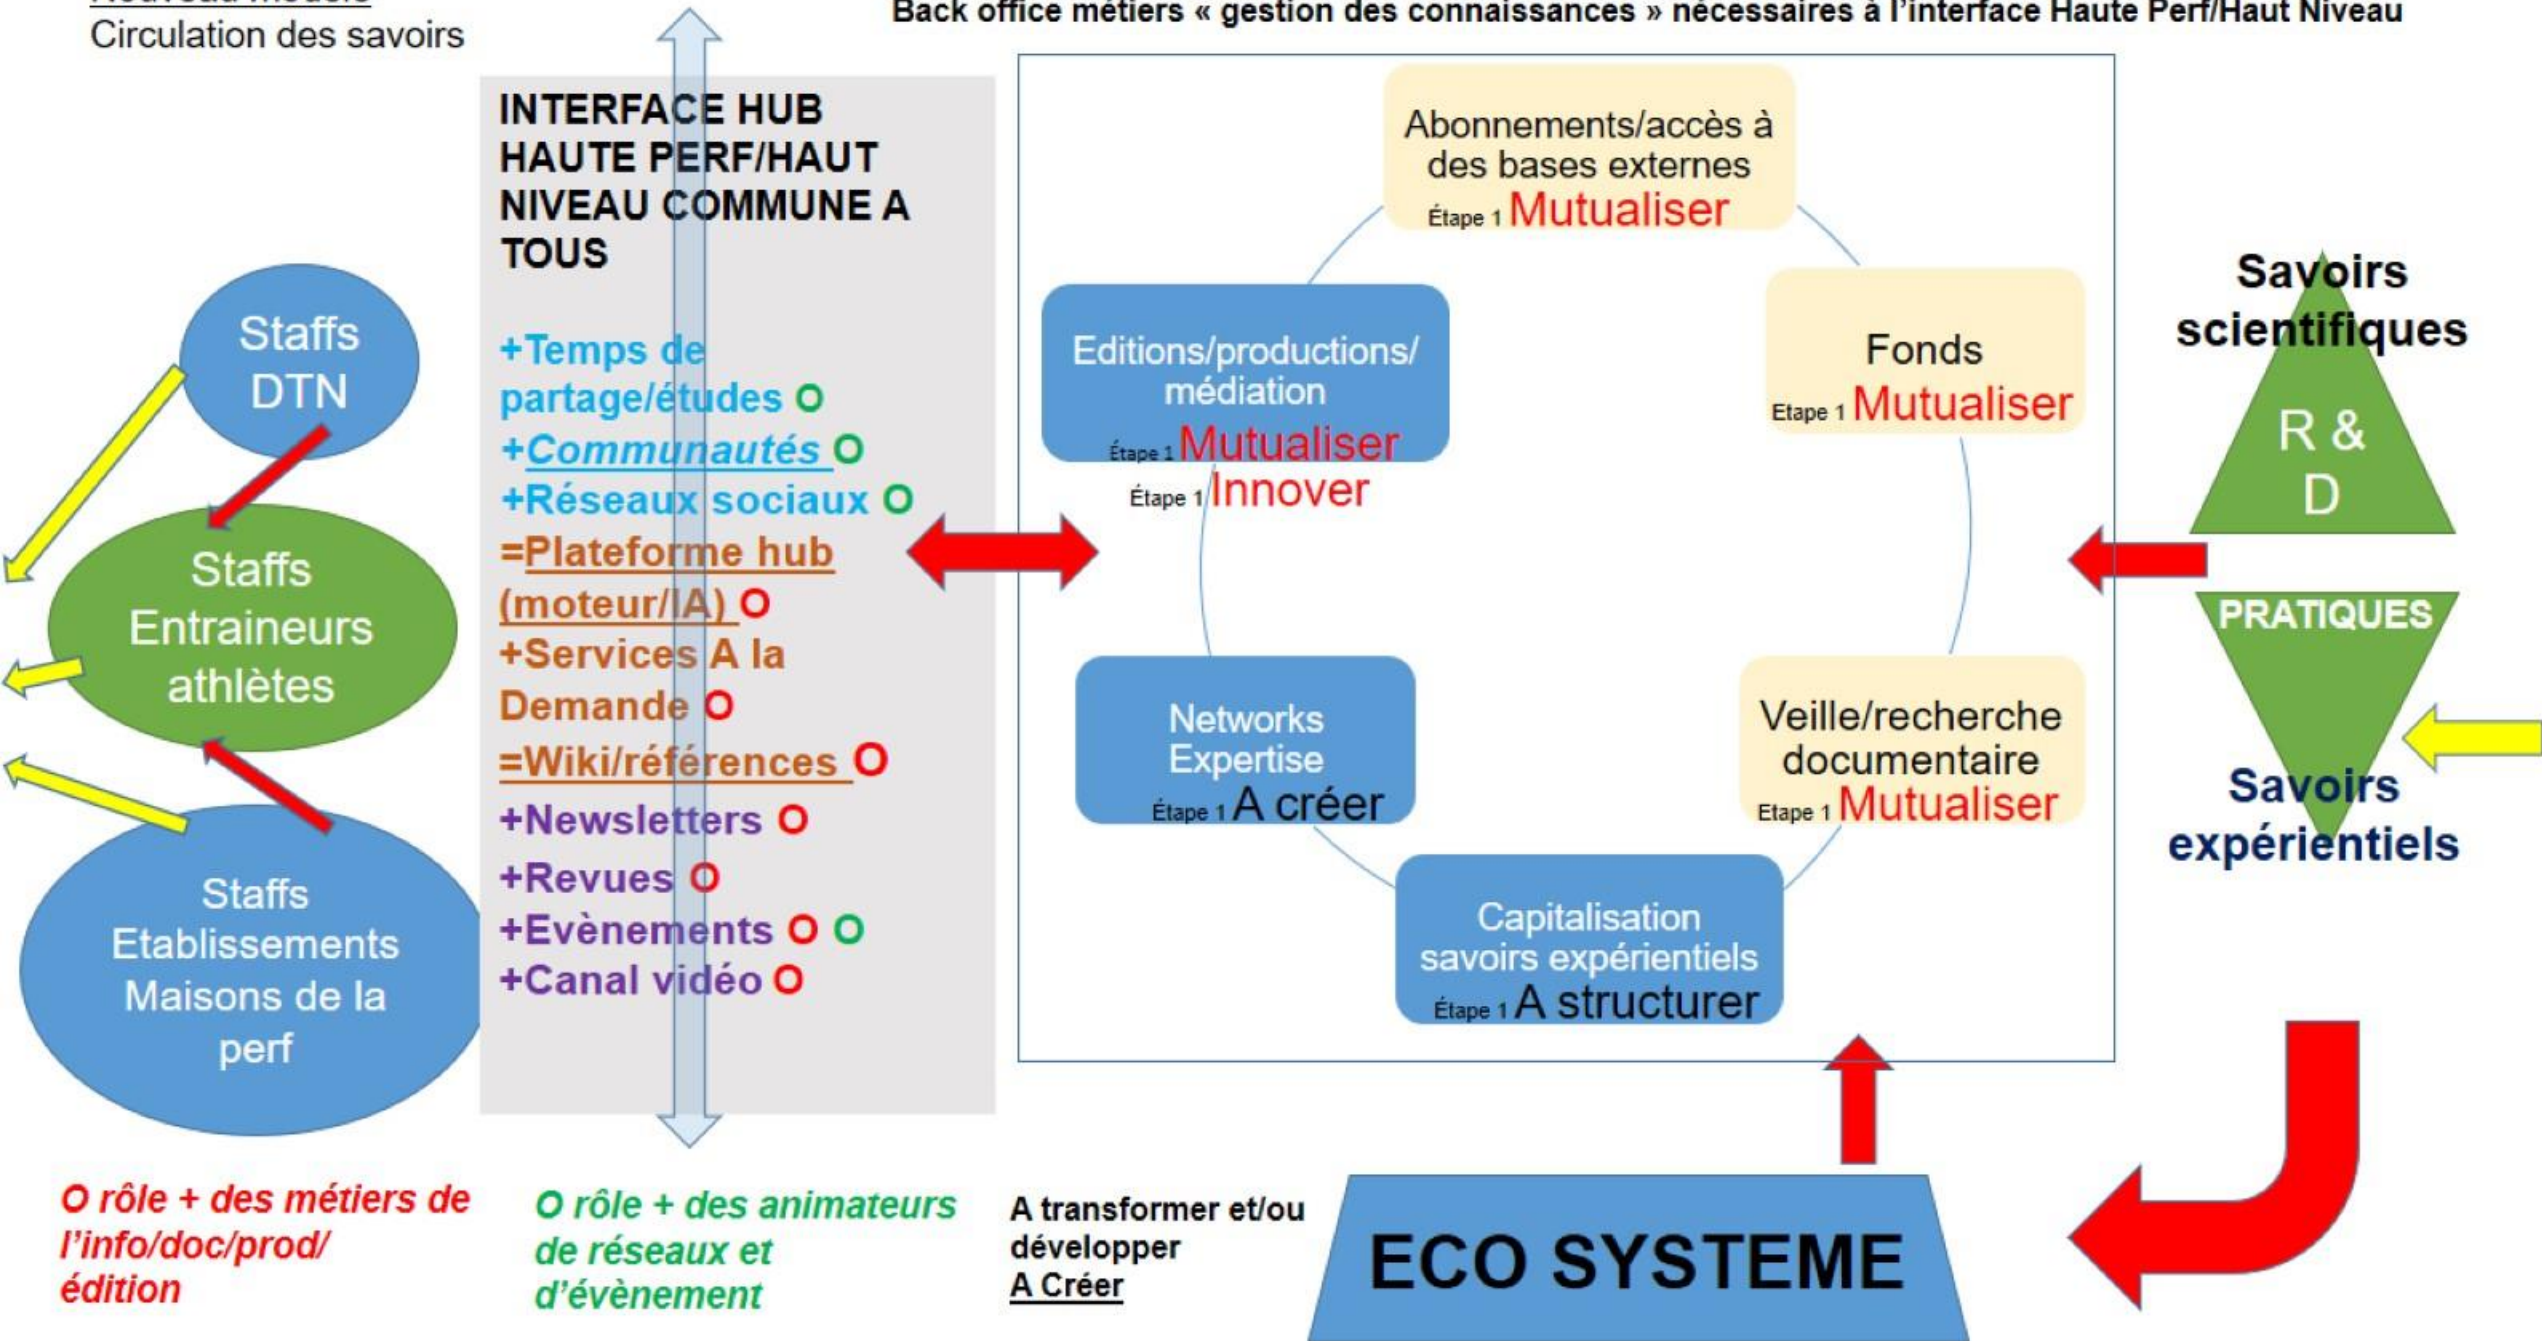 Nouveau modèle
Circulation des savoirs
Back office métiers « gestion des connaissances » nécessaires à l'interface Haute Perf/Haut Niveau
Staffs
DTN
Staffs
Entraineurs
athlètes
Staffs
Etablissements
Maisons de la
perf
INTERFACE HUB
HAUTE PERF/HAUT
NIVEAU COMMUNE A
TOUS
+Temps de
partage/études O
+Communautés O
+Réseaux sociaux O
=Plateforme hub
(moteur/IA) O
+Services A la
Demande O
=Wiki/références O
+Newsletters O
+Revues O
+Evènements O O
+Canal vidéo O
Abonnements/accès à
des bases externes
Étape 1 Mutualiser
Editions/productions/
médiation
Étape 1 Mutualiser
Étape 1 Innover
Fonds
Etape 1 Mutualiser
Networks
Expertise
Étape 1 A créer
Veille/recherche
documentaire
Etape 1 Mutualiser
Capitalisation
savoirs expérientiels
Étape 1 A structurer
Savoirs
scientifiques
R &
D
PRATIQUES
Savoirs
expérientiels
O rôle + des métiers de
l'info/doc/prod/
édition
O rôle + des animateurs
de réseaux et
d'évènement
A transformer et/ou
développer
A Créer
ECO SYSTEME